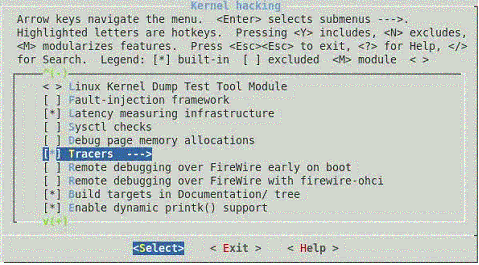 Kernel hacking
Arrow keys navigate the menu.  <Enter> selects submenus --->.
Highlighted letters are hotkeys.  Pressing <Y> includes, <N> excludes,
<M> modularizes features.  Press <Esc><Esc> to exit, <?> for Help, </>
for Search.  Legend: [*] built-in  [ ] excluded  <M> module  < >
^(-)
< > Linux Kernel Dump Test Tool Module
[ ] Fault-injection framework
[*] Latency measuring infrastructure
[ ] Sysctl checks
[ ] Debug page memory allocations
[*] Tracers  --->
[ ] Remote debugging over FireWire early on boot
[ ] Remote debugging over FireWire with firewire-ohci
[*] Build targets in Documentation/ tree
[*] Enable dynamic printk() support
v(+)
<Select>    < Exit >    < Help >